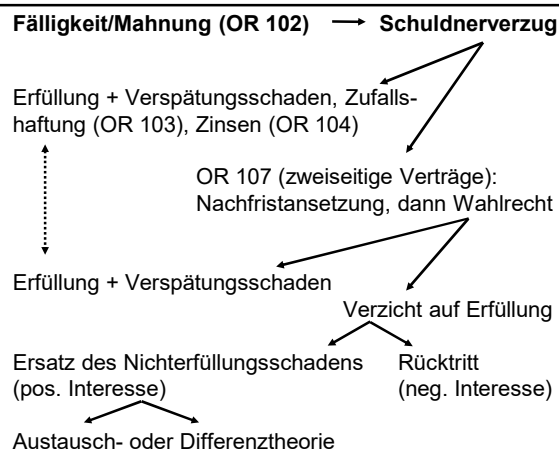 Fälligkeit/Mahnung (OR 102) Schuldnerverzug
Erfüllung + Verspätungsschaden, Zufalls-
haftung (OR 103), Zinsen (OR 104)
OR 107 (zweiseitige Verträge):
Nachfristansetzung, dann Wahlrecht
Erfüllung + Verspätungsschaden
Verzicht auf Erfüllung
Ersatz des Nichterfüllungsschadens
(pos. Interesse)
Rücktritt
(neg. Interesse)
Austausch- oder Differenztheorie